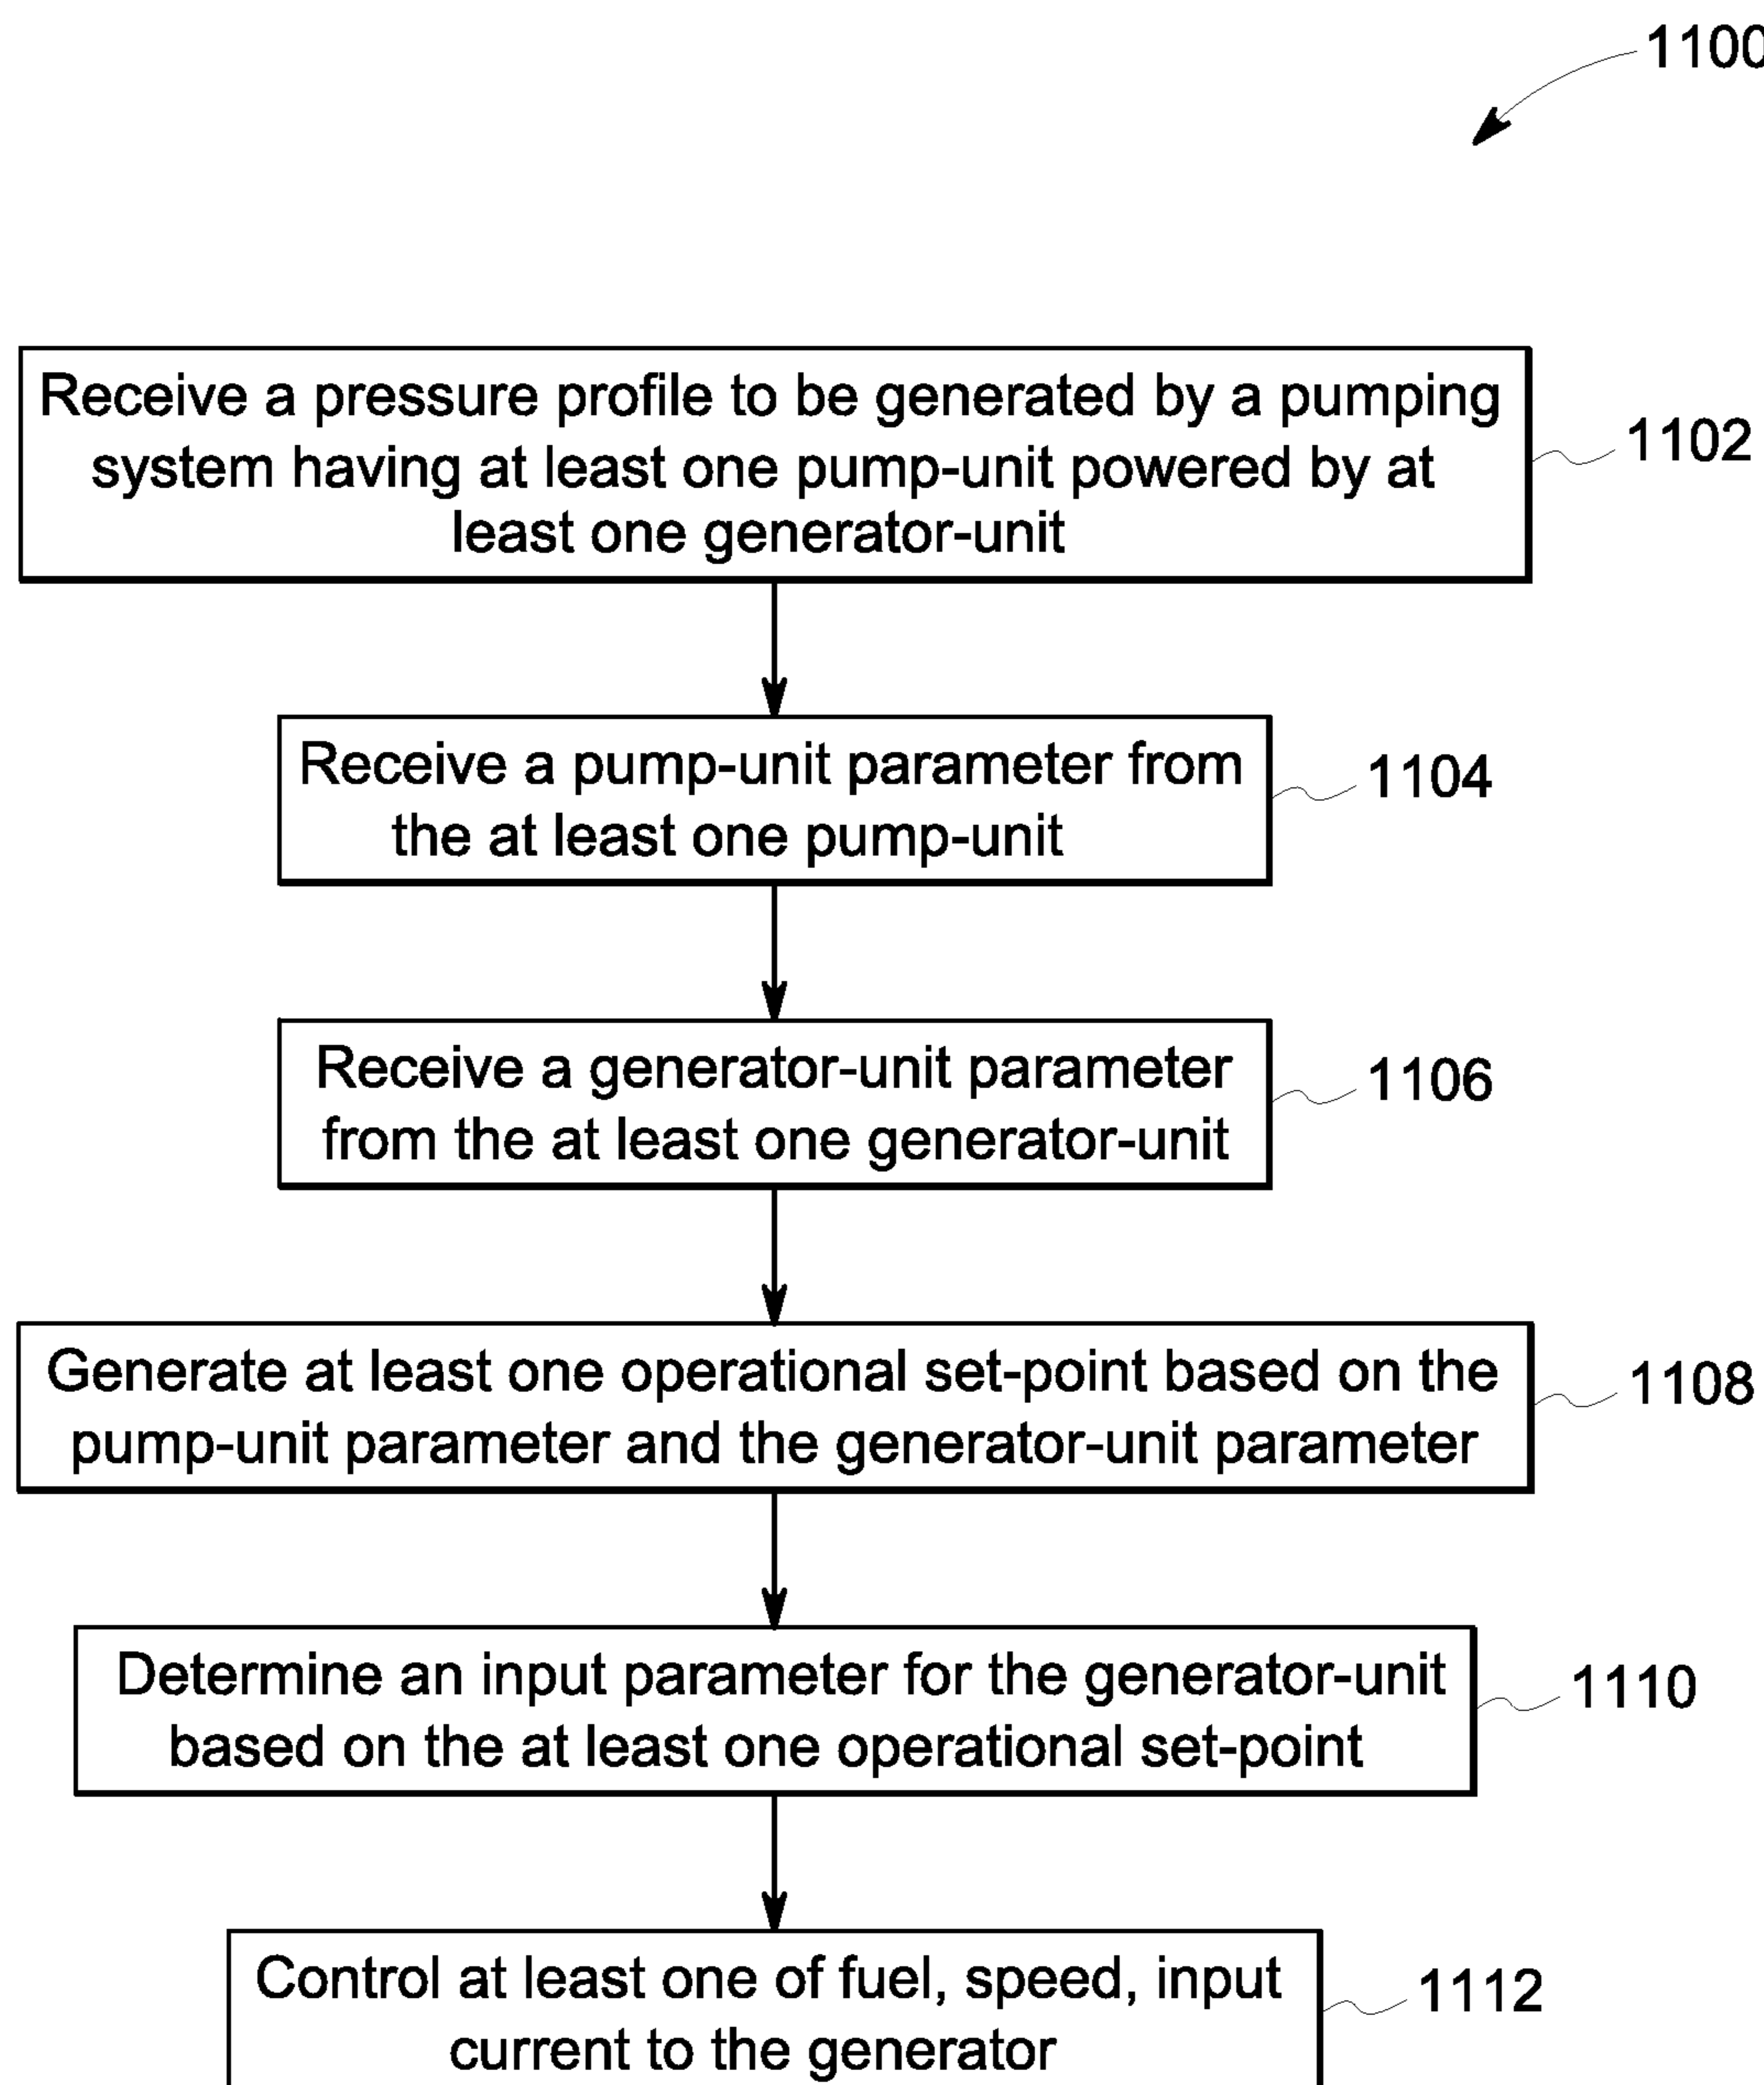 1100
Receive a pressure profile to be generated by a pumping
system having at least one pump-unit powered by at
least one generator-unit
1102
Receive a pump-unit parameter from
the at least one pump-unit
1104
Receive a generator-unit parameter
from the at least one generator-unit
1106
Generate at least one operational set-point based on the
pump-unit parameter and the generator-unit parameter
1108
Determine an input parameter for the generator-unit
based on the at least one operational set-point
1110
Control at least one of fuel, speed, input
current to the generator
1112